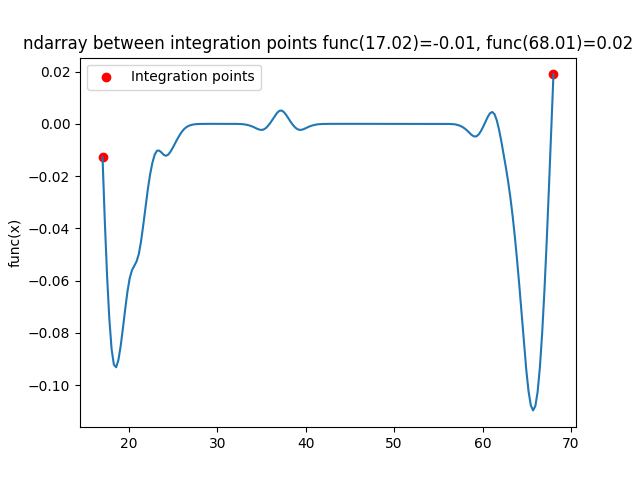 ndarray between integration points func(17.02)=-0.01, func(68.01)=0.02
Integration points
func(x)
0.02
0.00
−0.02
−0.04
−0.06
−0.08
−0.10
20 30 40 50 60 70